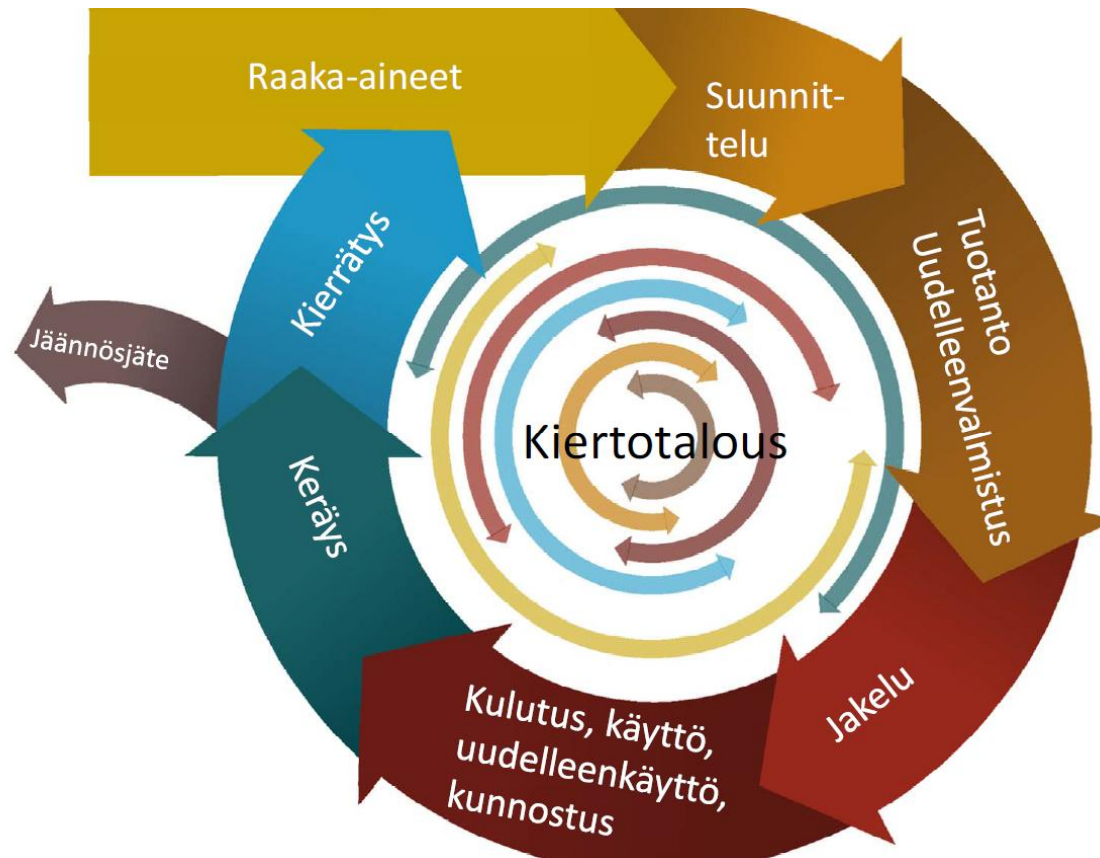 Raaka-aineet
Suunnit-
telu
Tuotanto
Uudelleenvalmistus
Jakelu
Kulutus, käyttö,
uudelleenkäyttö,
kunnostus
Keräys
Kierrätys
Jäännösjäte
Kiertotalous